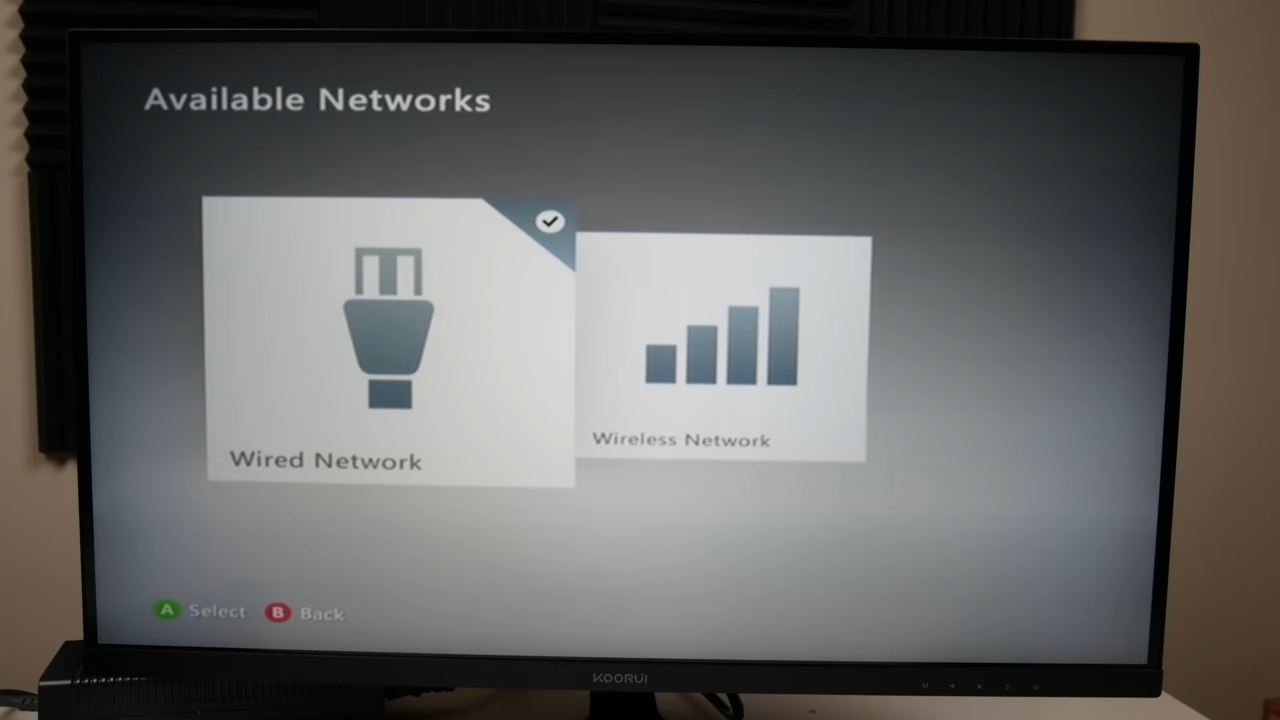 Available Networks
Wired Network
Wireless Network
A Select B Back
KOORUI